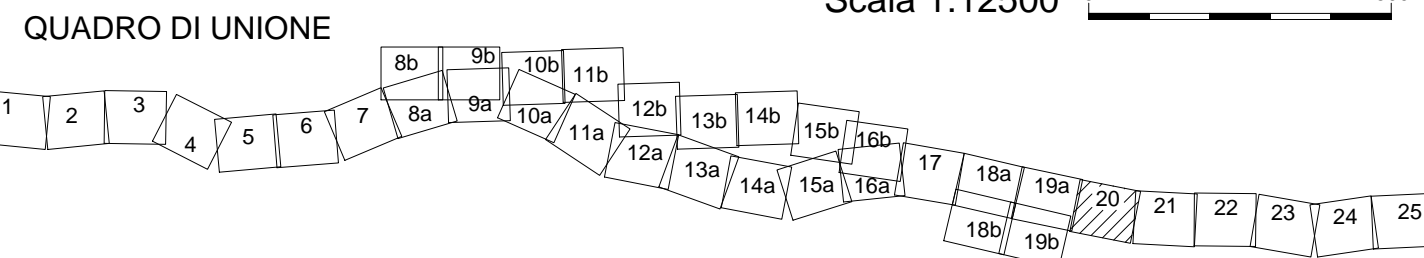 QUADRO DI UNIONE
Scala 1:12500
1 2 3 4 5 6 7 8a 8b 9a 9b 10a 10b 11a 11b 12a 12b 13a 13b 14a 14b 15a 15b 16a 16b 17 18a 18b 19a 19b 20 21 22 23 24 25